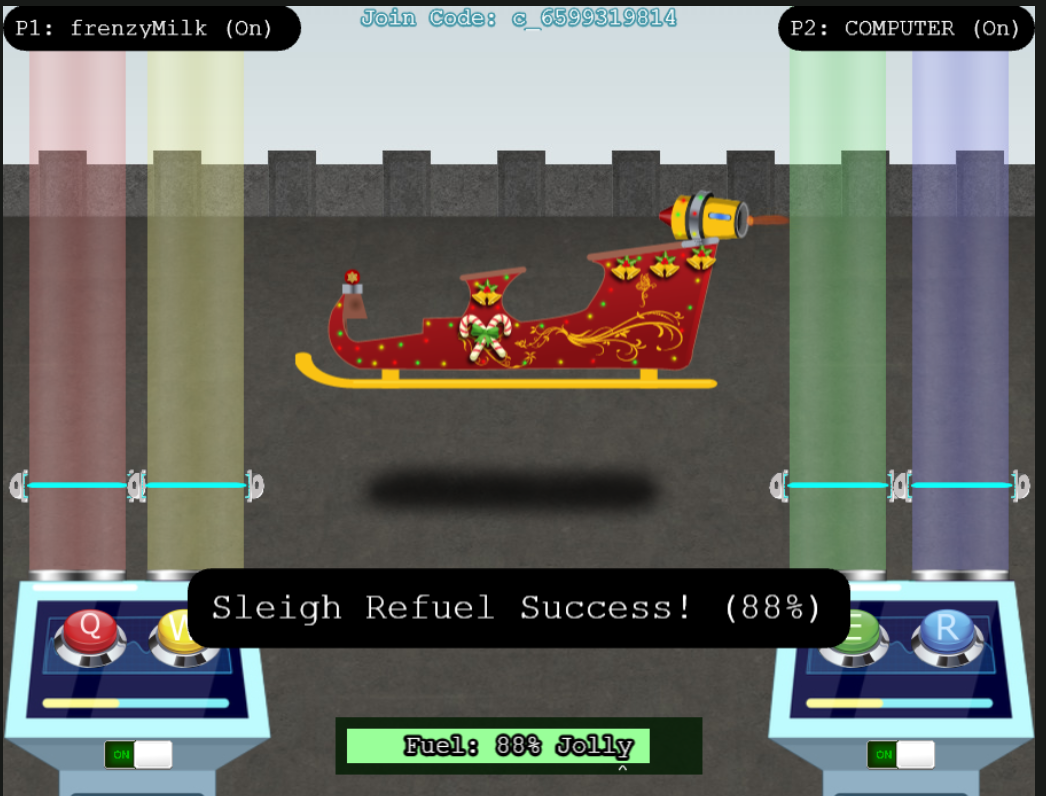 P1: frenzyMilk (On)
Join Code: c_6599319814
P2: COMPUTER (On)
Sleigh Refuel Success! (88%)
Q
W
E
R
Fuel: 88% Jolly
^
ON
ON